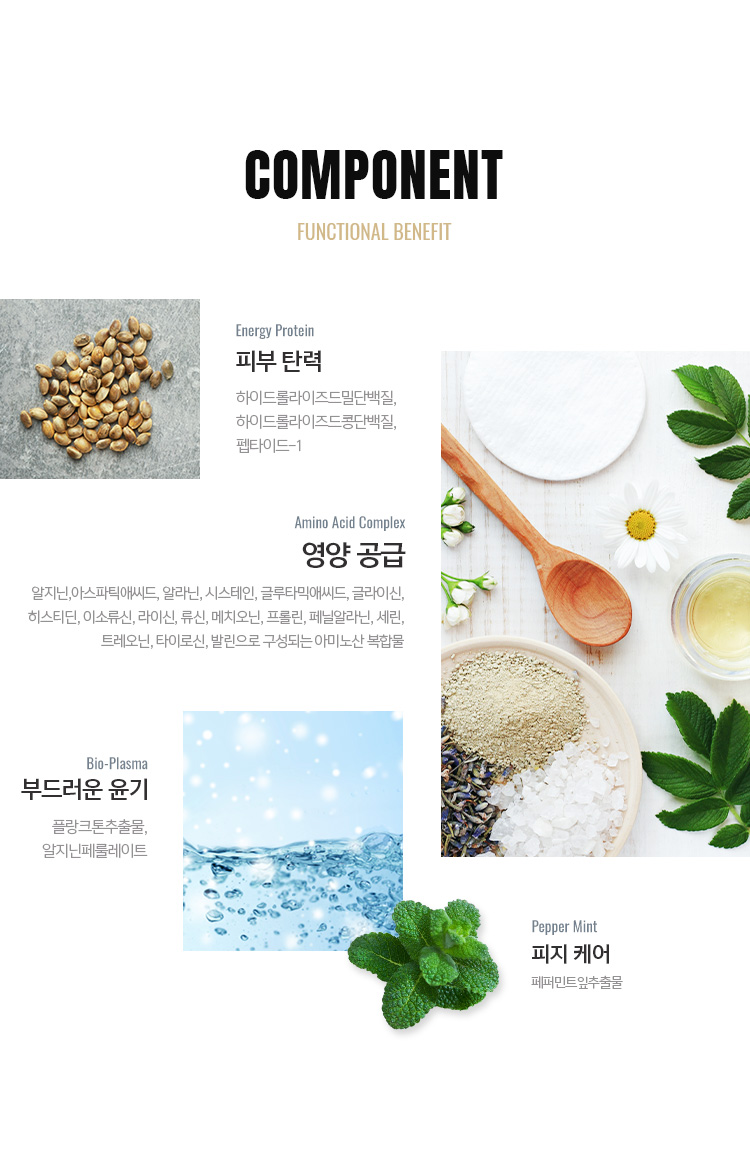 COMPONENT
FUNCTIONAL BENEFIT
Energy Protein
피부 탄력
하이드롤라이즈드밀단백질,
하이드롤라이즈드콩단백질,
펩타이드-1
Amino Acid Complex
영양 공급
알지닌,아스파틱애씨드, 알라닌, 시스테인, 글루타믹애씨드, 글라이신,
히스티딘, 이소류신, 라이신, 류신, 메치오닌, 프롤린, 페닐알라닌, 세린,
트레오닌, 타이로신, 발린으로 구성되는 아미노산 복합물
Bio-Plasma
부드러운 윤기
플랑크톤추출물,
알지닌페룰레이트
Pepper Mint
피지 케어
페퍼민트잎추출물